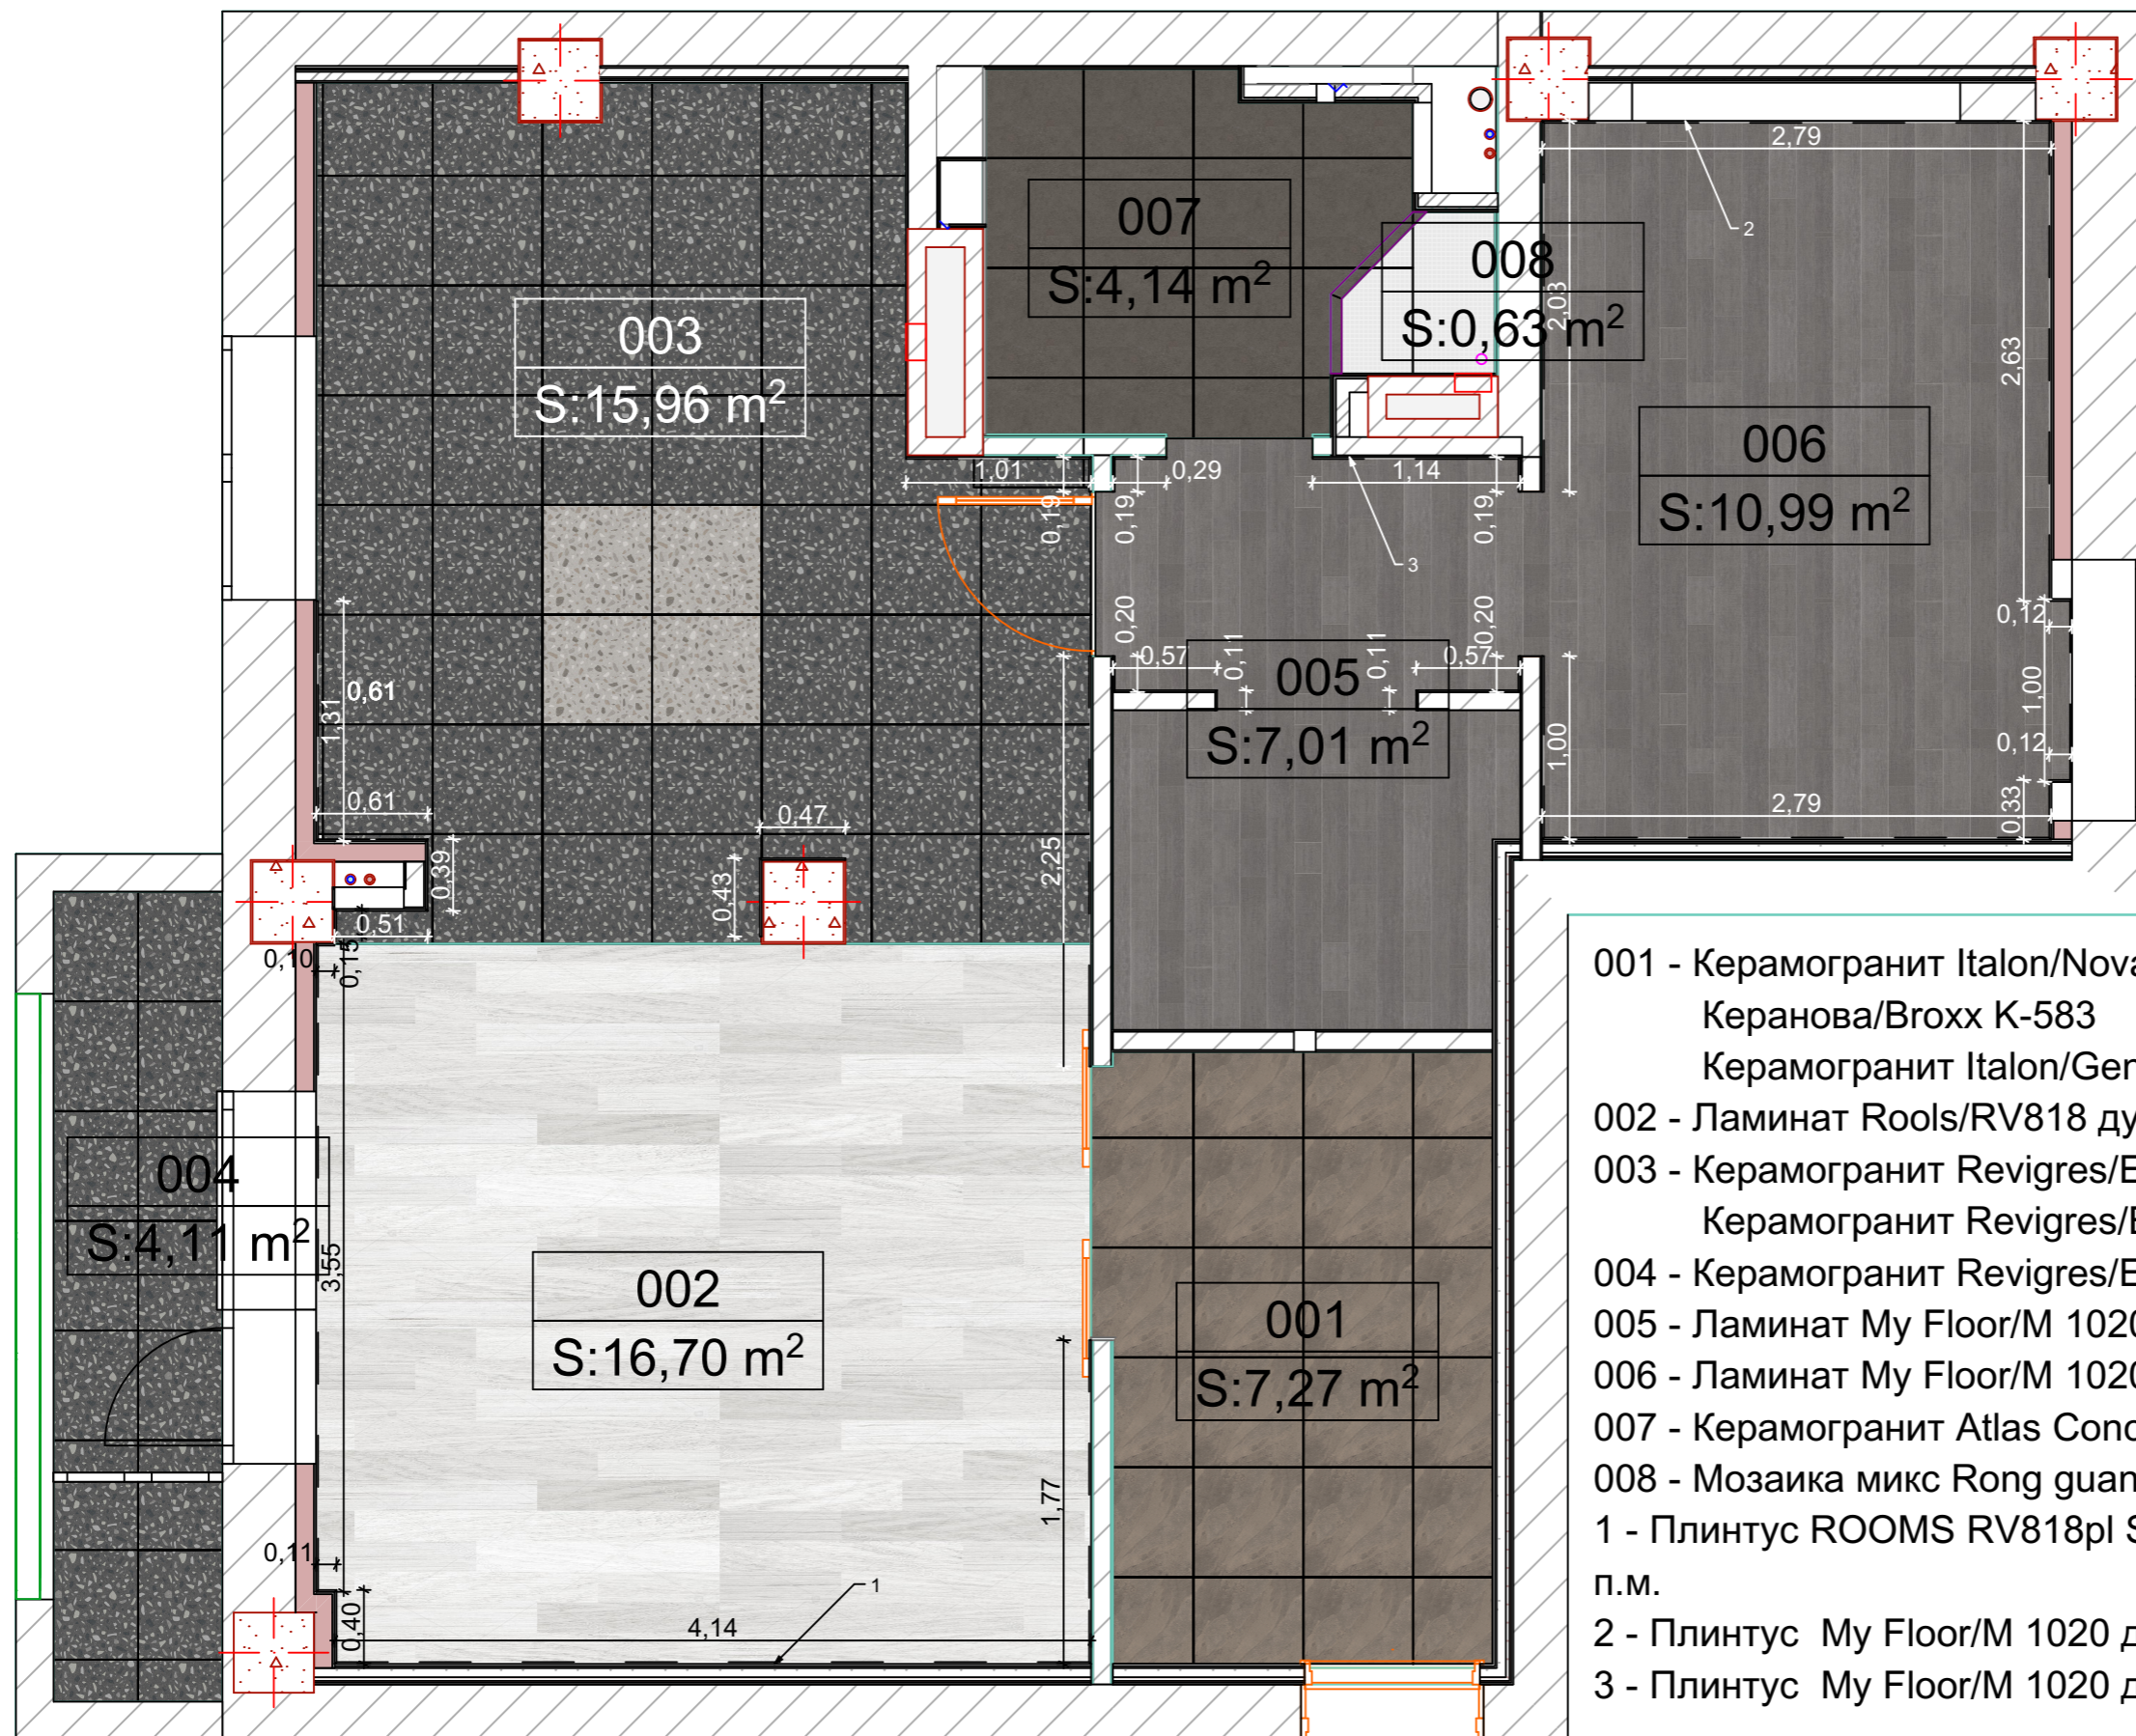 007
S:4,14 m²
008
S:0,63 m²
003
S:15,96 m²
006
S:10,99 m²
005
S:7,01 m²
004
S:4,11 m²
002
S:16,70 m²
001
S:7,27 m²
2,79
2
2,03
2,63
1,01
0,29
1,14
0,19
0,19
0,19
3
0,20
0,20
0,57
0,11
0,11
0,57
0,12
1,00
0,12
0,33
2,79
1,00
0,61
1,31
0,61
0,47
0,39
0,43
2,25
0,51
0,10
0,15
3,55
1,77
0,11
0,40
4,14
1
001 - Керамогранит Italon/Nova
Керанова/Broxx К-583
Керамогранит Italon/Gen
002 - Ламинат Rools/RV818 ду
003 - Керамогранит Revigres/E
Керамогранит Revigres/E
004 - Керамогранит Revigres/E
005 - Ламинат My Floor/M 1020
006 - Ламинат My Floor/M 1020
007 - Керамогранит Atlas Conc
008 - Мозаика микс Rong guan
1 - Плинтус ROOMS RV818pl S
п.м.
2 - Плинтус My Floor/M 1020 д
3 - Плинтус My Floor/M 1020 д